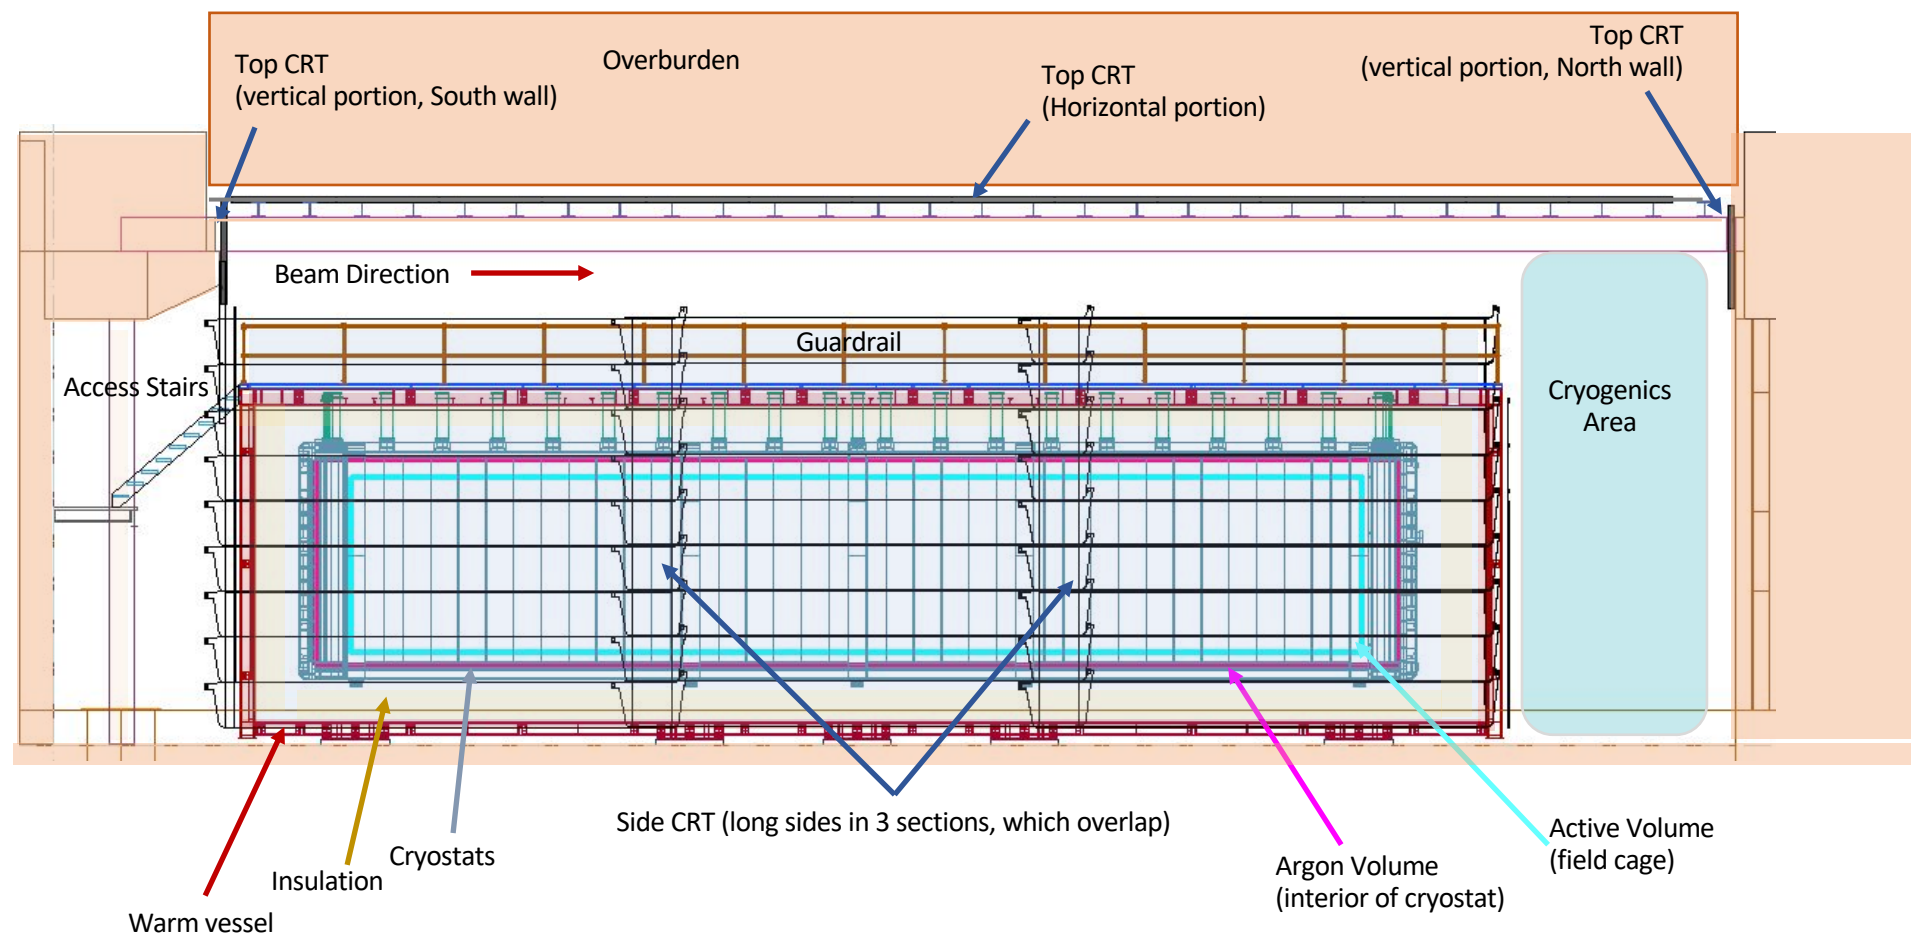 Top CRT
(vertical portion, South wall)
Overburden
Top CRT
(Horizontal portion)
Top CRT
(vertical portion, North wall)
Beam Direction
Guardrail
Access Stairs
Cryogenics
Area
Side CRT (long sides in 3 sections, which overlap)
Active Volume
(field cage)
Argon Volume
(interior of cryostat)
Cryostats
Insulation
Warm vessel